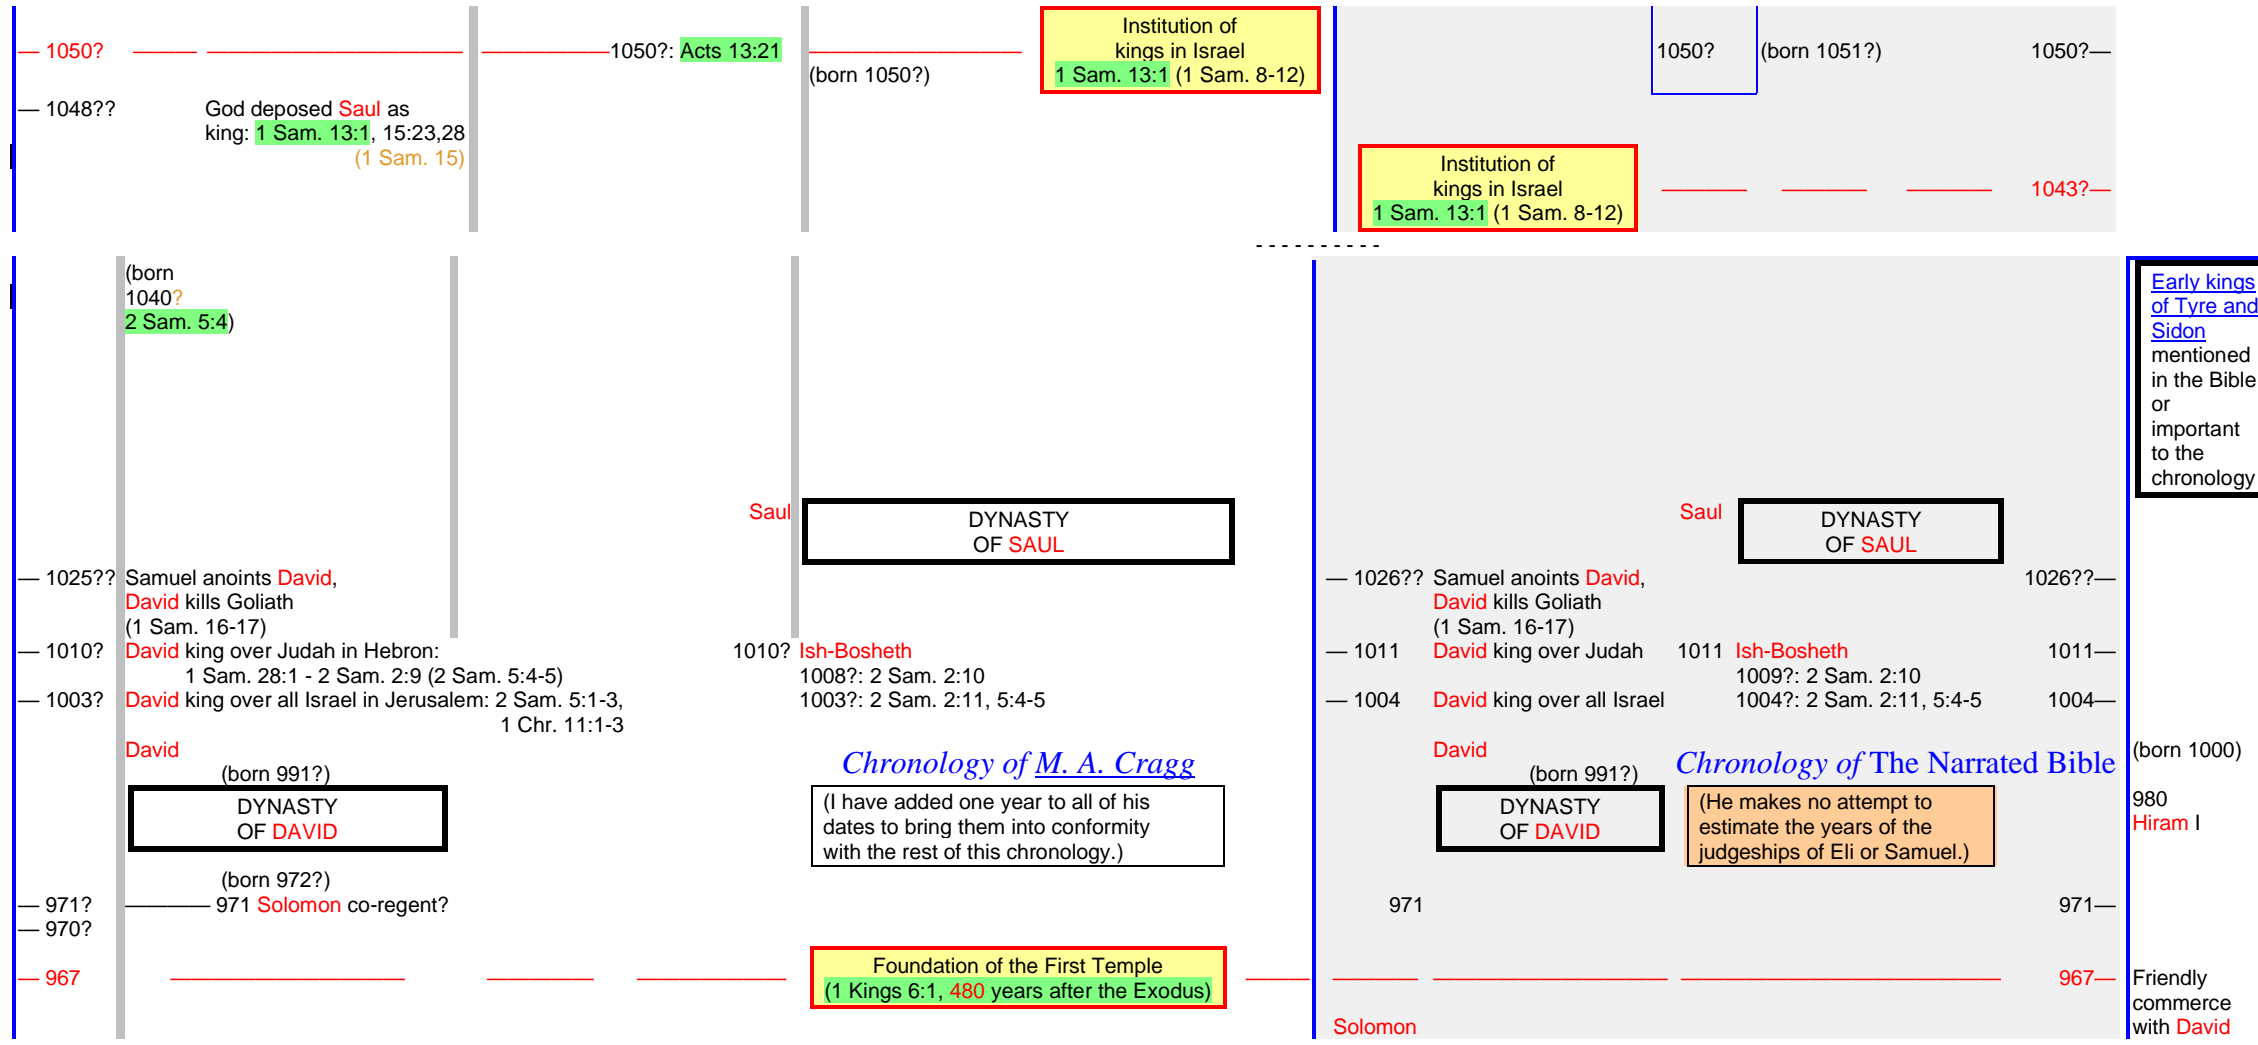 — 1050? ——— ———————————— ——————1050?: Acts 13:21 ——————————
(born 1050?)
Institution of
kings in Israel
1 Sam. 13:1 (1 Sam. 8-12)
1050? (born 1051?) 1050?—
— 1048?? God deposed Saul as
king: 1 Sam. 13:1, 15:23,28
(1 Sam. 15)
Institution of
kings in Israel
1 Sam. 13:1 (1 Sam. 8-12)
———— ———— ———— 1043?—
- - - - - - - - - -
(born
1040?
2 Sam. 5:4)
Early kings
of Tyre and
Sidon
mentioned
in the Bible
or
important
to the
chronology
Saul
DYNASTY
OF SAUL
Saul
DYNASTY
OF SAUL
— 1025?? Samuel anoints David,
David kills Goliath
(1 Sam. 16-17)
— 1026?? Samuel anoints David, 1026??—
David kills Goliath
(1 Sam. 16-17)
— 1010? David king over Judah in Hebron:
1 Sam. 28:1 - 2 Sam. 2:9 (2 Sam. 5:4-5)
1010? Ish-Bosheth
1008?: 2 Sam. 2:10
1003?: 2 Sam. 2:11, 5:4-5
— 1003? David king over all Israel in Jerusalem: 2 Sam. 5:1-3,
1 Chr. 11:1-3
— 1011 David king over Judah 1011 Ish-Bosheth 1011—
1009?: 2 Sam. 2:10
— 1004 David king over all Israel 1004?: 2 Sam. 2:11, 5:4-5 1004—
David
(born 991?)
DYNASTY
OF DAVID
Chronology of M. A. Cragg
(I have added one year to all of his
dates to bring them into conformity
with the rest of this chronology.)
David
(born 991?)
DYNASTY
OF DAVID
Chronology of The Narrated Bible
(He makes no attempt to
estimate the years of the
judgeships of Eli or Samuel.)
(born 1000)
980
Hiram I
(born 972?)
— 971? ———— 971 Solomon co-regent?
— 970?
971 971—
— 967 ——————————— ————— ———————
Foundation of the First Temple
(1 Kings 6:1, 480 years after the Exodus)
——— ———— ——————————— ——————————————— 967—
Solomon
Friendly
commerce
with David